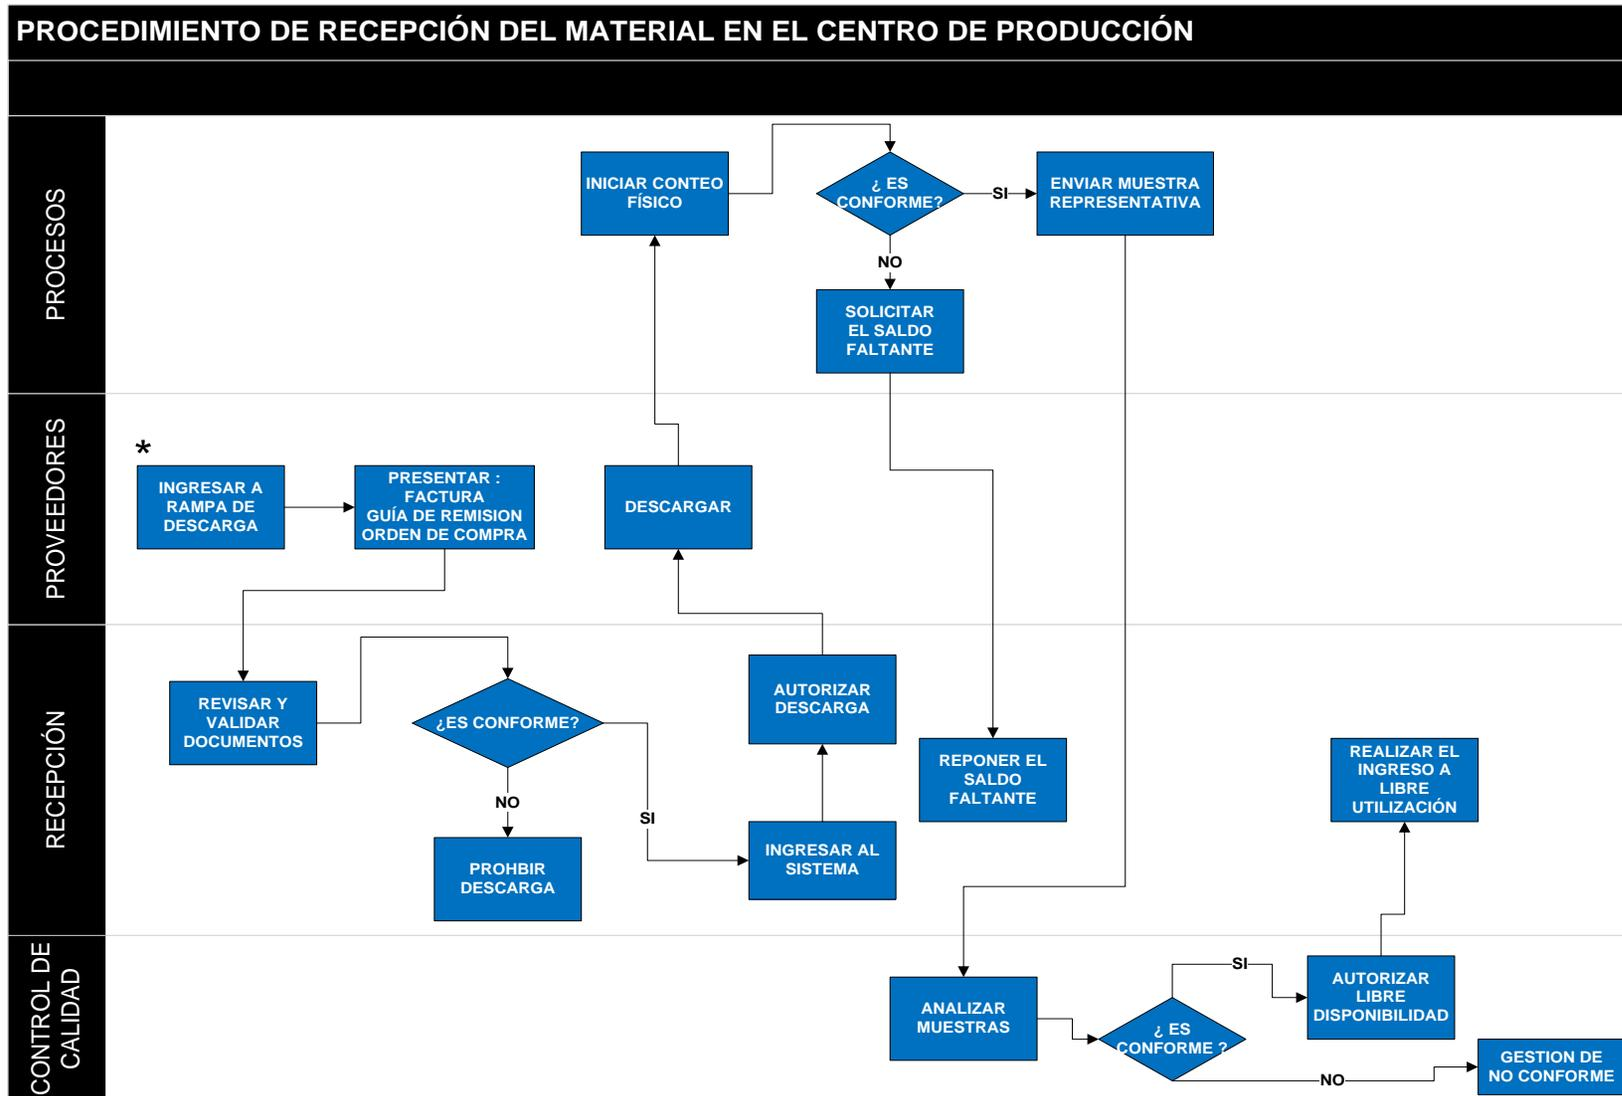 PROCEDIMIENTO DE RECEPCIÓN DEL MATERIAL EN EL CENTRO DE PRODUCCIÓN
PROCESOS
INICIAR CONTEO
FÍSICO
¿ ES
CONFORME?
SI
ENVIAR MUESTRA
REPRESENTATIVA
NO
SOLICITAR
EL SALDO
FALTANTE
PROVEEDORES
*
INGRESAR A
RAMPA DE
DESCARGA
PRESENTAR :
FACTURA
GUÍA DE REMISION
ORDEN DE COMPRA
DESCARGAR
RECEPCIÓN
REVISAR Y
VALIDAR
DOCUMENTOS
¿ES CONFORME?
NO
PROHBIR
DESCARGA
SI
INGRESAR AL
SISTEMA
AUTORIZAR
DESCARGA
REPONER EL
SALDO
FALTANTE
REALIZAR EL
INGRESO A
LIBRE
UTILIZACIÓN
CONTROL DE
CALIDAD
ANALIZAR
MUESTRAS
¿ ES
CONFORME ?
SI
AUTORIZAR
LIBRE
DISPONIBILIDAD
NO
GESTION DE
NO CONFORME